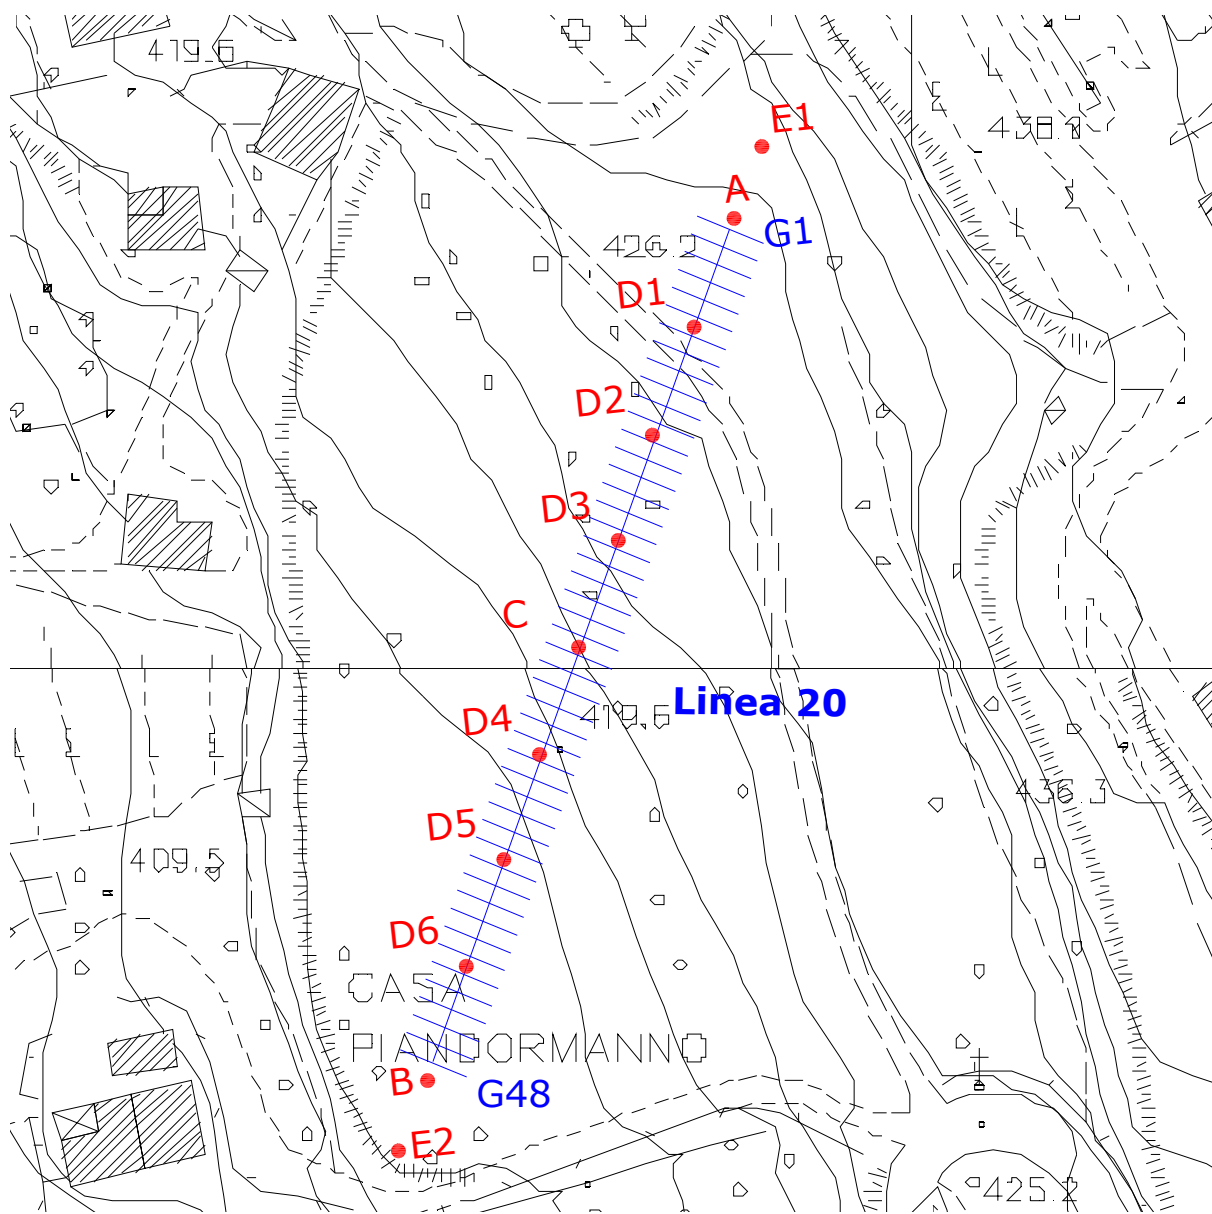 419.6
E1
438.1
A
G1
426.2
D1
D2
D3
C
Linea 20
419.6
D4
436.3
D5
409.5
D6
CASA
PIANDORMANNO
B
G48
E2
425.2